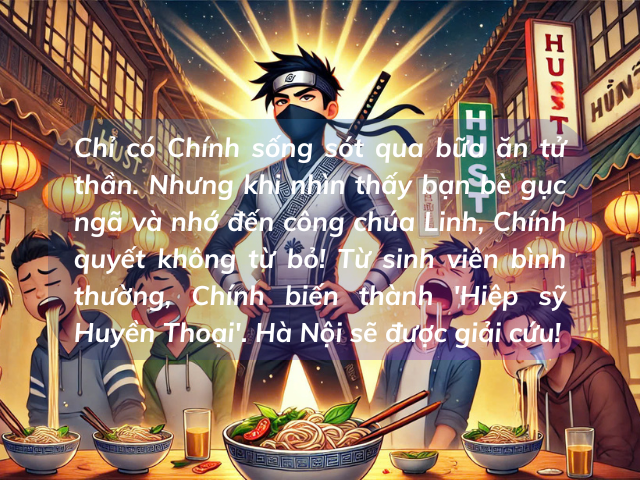 Chỉ có Chính sống sót qua bữa ăn tử
thần. Nhưng khi nhìn thấy bạn bè gục
ngã và nhớ đến công chúa Linh, Chính
quyết không từ bỏ! Từ sinh viên bình
thường, Chính biến thành 'Hiệp sỹ
Huyền Thoại'. Hà Nội sẽ được giải cứu!
HUSST
HUST